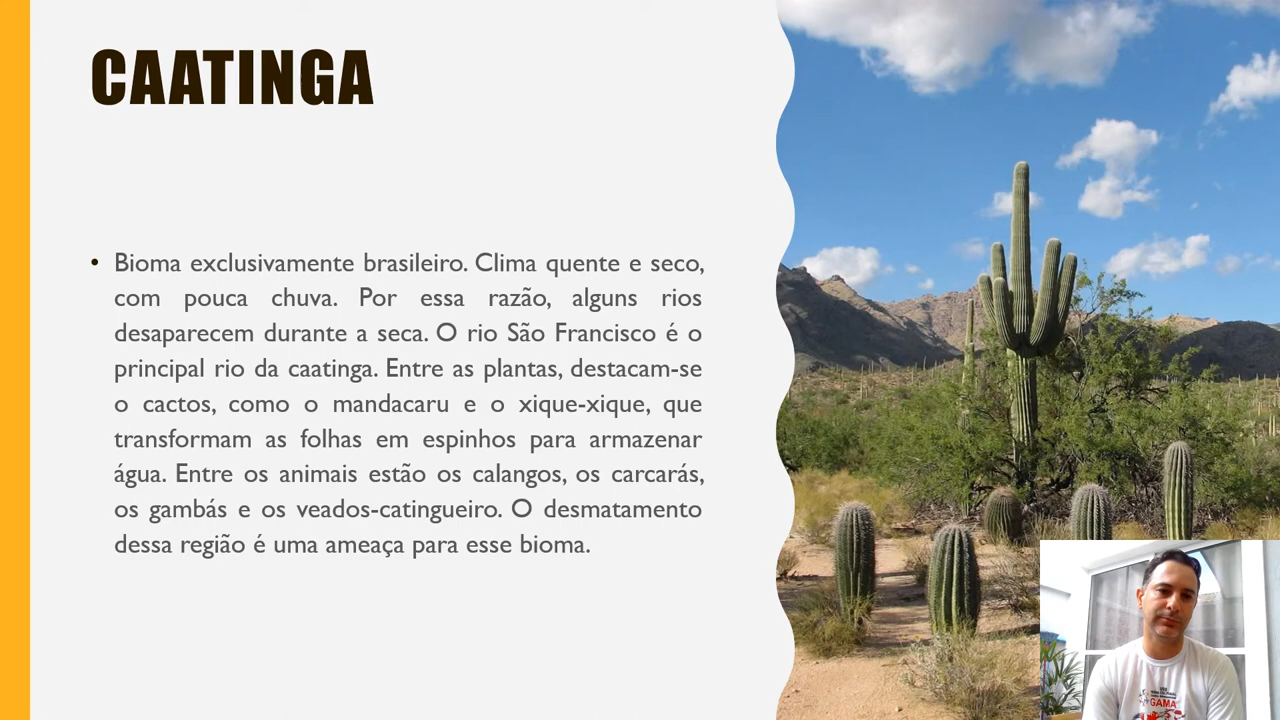 CAATINGA
• Bioma exclusivamente brasileiro. Clima quente e seco,
com pouca chuva. Por essa razão, alguns rios
desaparecem durante a seca. O rio São Francisco é o
principal rio da caatinga. Entre as plantas, destacam-se
o cactos, como o mandacaru e o xique-xique, que
transformam as folhas em espinhos para armazenar
água. Entre os animais estão os calangos, os carcarás,
os gambás e os veados-catingueiro. O desmatamento
dessa região é uma ameaça para esse bioma.
GAMA